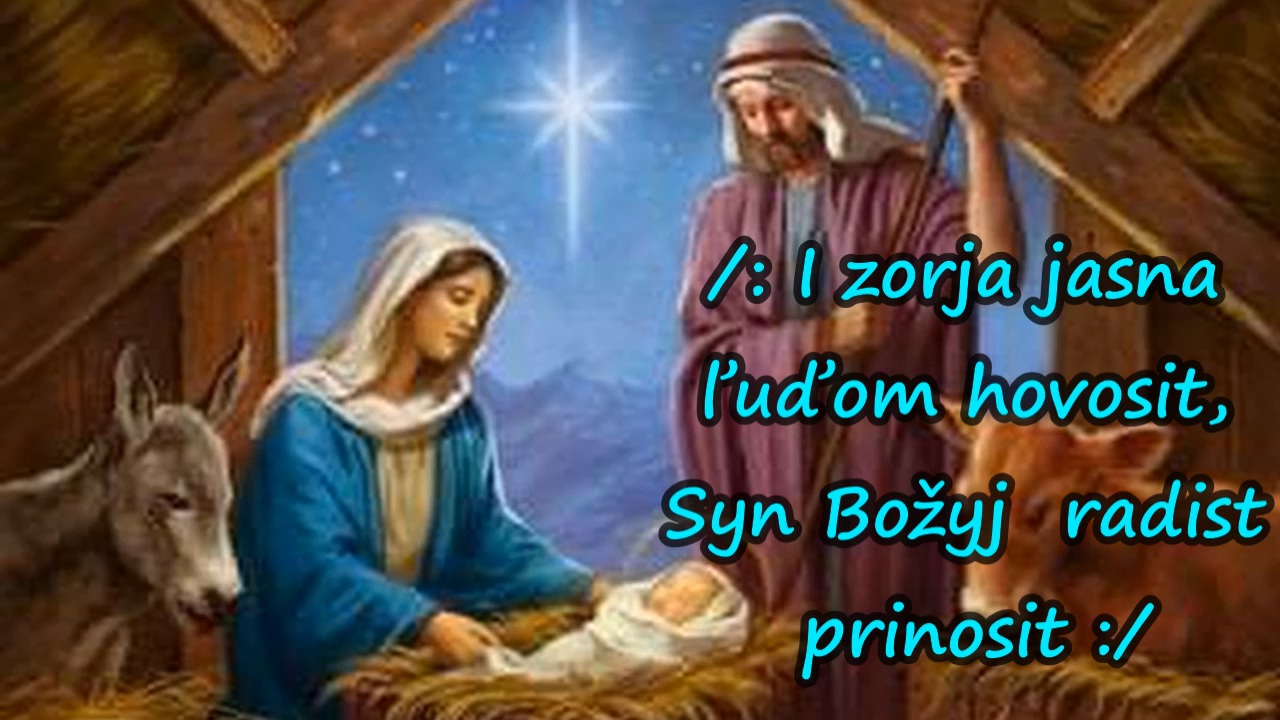 /: I zorja jasna
ľuďom hovosit,
Syn Božyj radist
prinosit :/